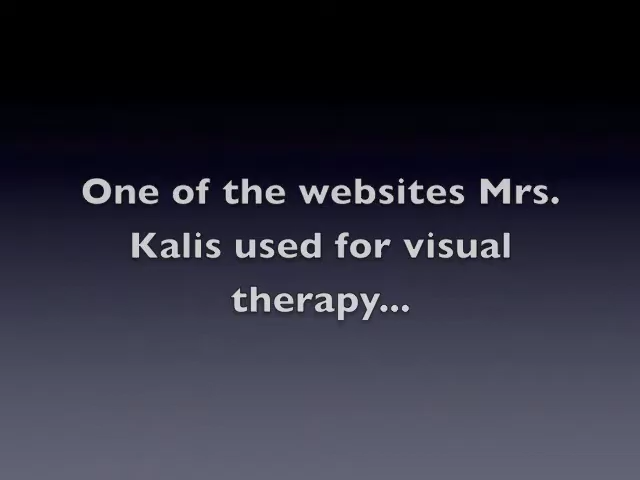 One of the websites Mrs.
Kalis used for visual
therapy...